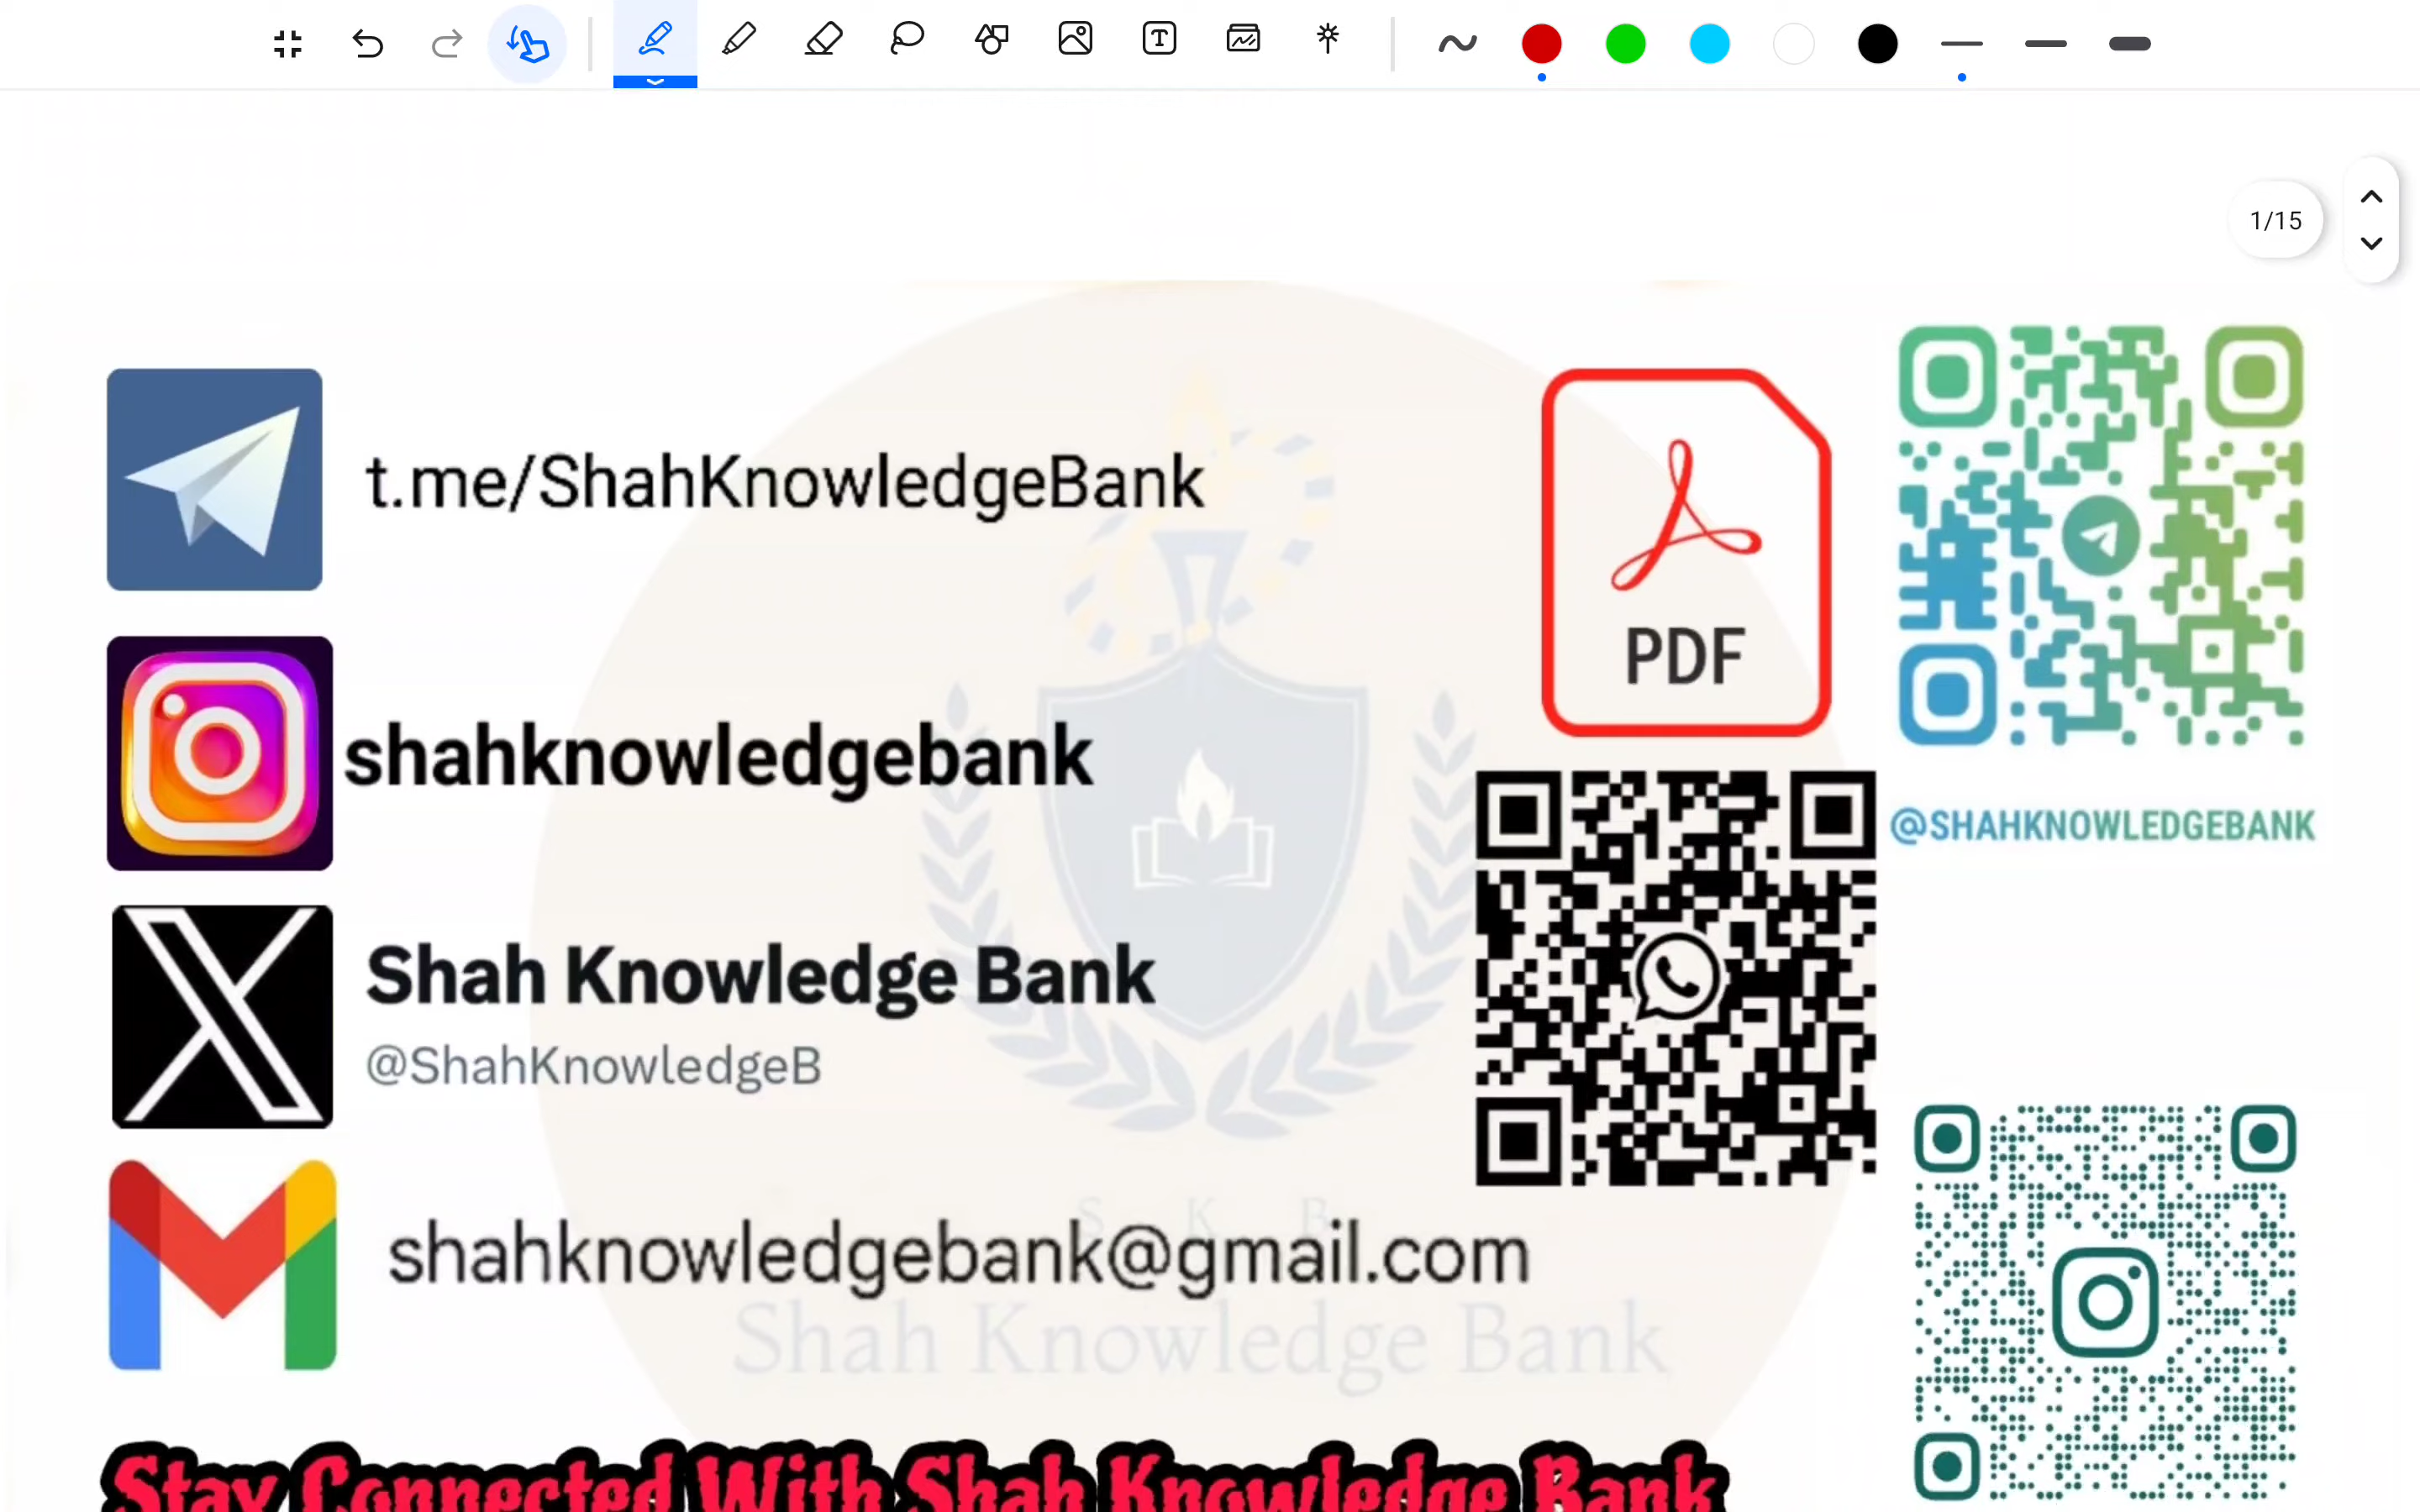 1/15
t.me/ShahKnowledgeBank
PDF
shahknowledgebank
@SHAHKNOWLEDGEBANK
Shah Knowledge Bank
@ShahKnowledgeB
S K B
shahknowledgebank@gmail.com
Shah Knowledge Bank
Stay Connected With Shah Knowledge Bank